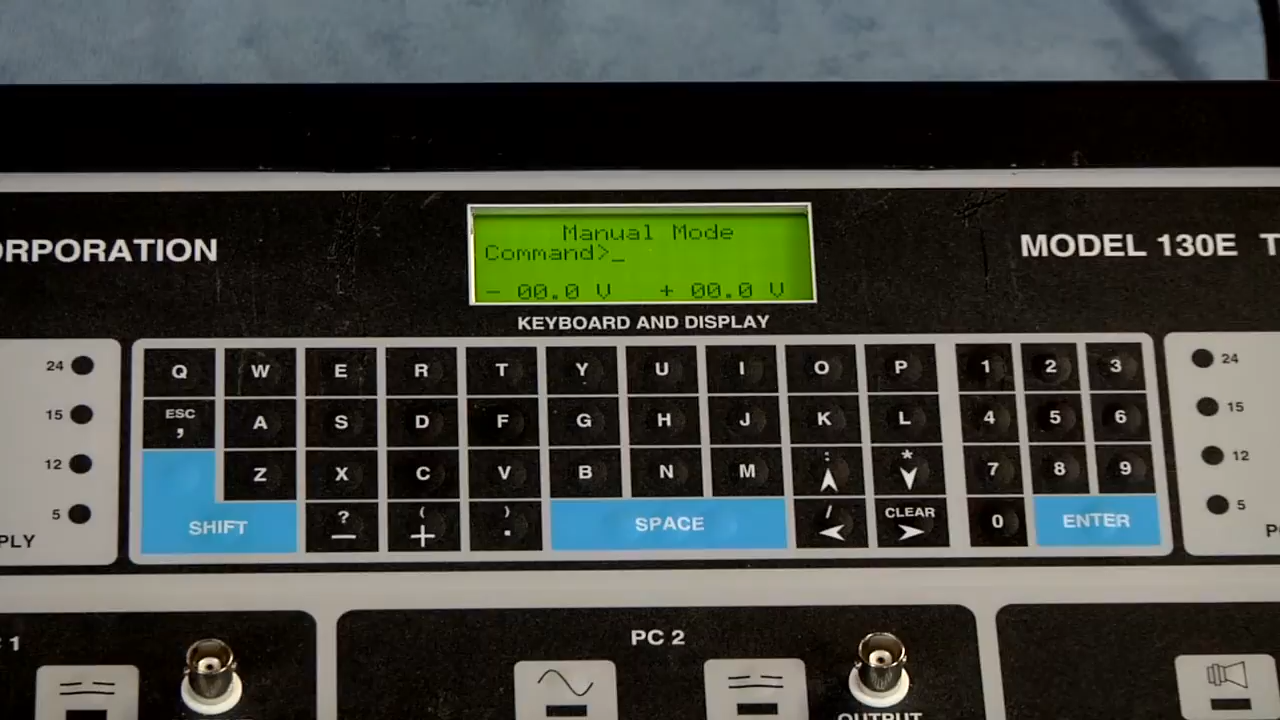 ORPORATION
MODEL 130E T
Manual Mode
Command>_
- 00.0 V + 00.0 V
KEYBOARD AND DISPLAY
24
15
12
5
PLY
Q W E R T Y U I O P 1 2 3
ESC , A S D F G H J K L 4 5 6
Z X C V B N M : * 7 8 9
SHIFT ? _ ( + ) . SPACE / CLEAR 0 ENTER
24
15
12
5
P
1
PC 2
OUTPUT